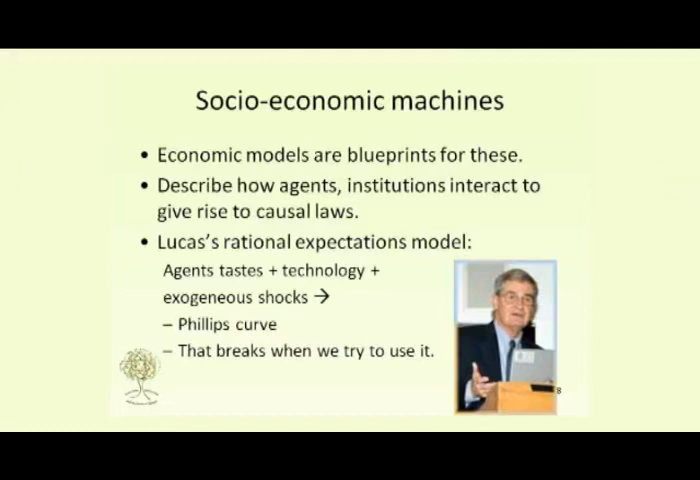 Socio-economic machines
• Economic models are blueprints for these.
• Describe how agents, institutions interact to
give rise to causal laws.
• Lucas's rational expectations model:
Agents tastes + technology +
exogeneous shocks →
– Phillips curve
– That breaks when we try to use it.
8